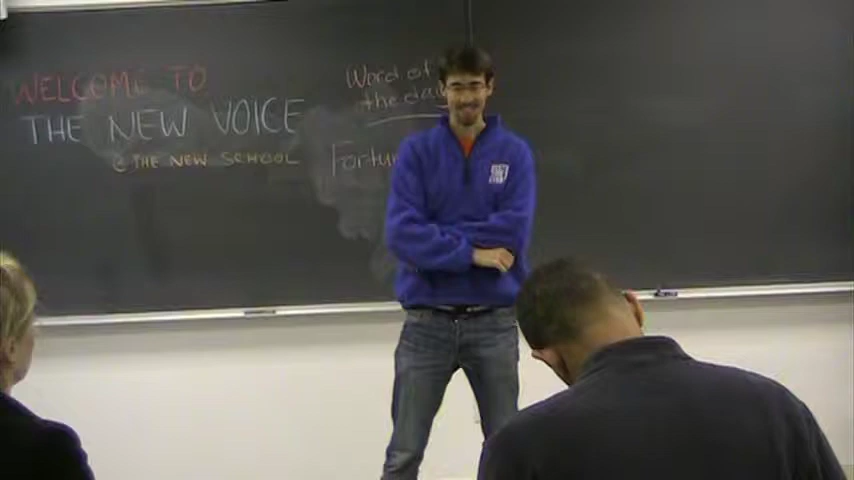 WELCOME TO
THE NEW VOICE
@ THE NEW SCHOOL
Word of
the day